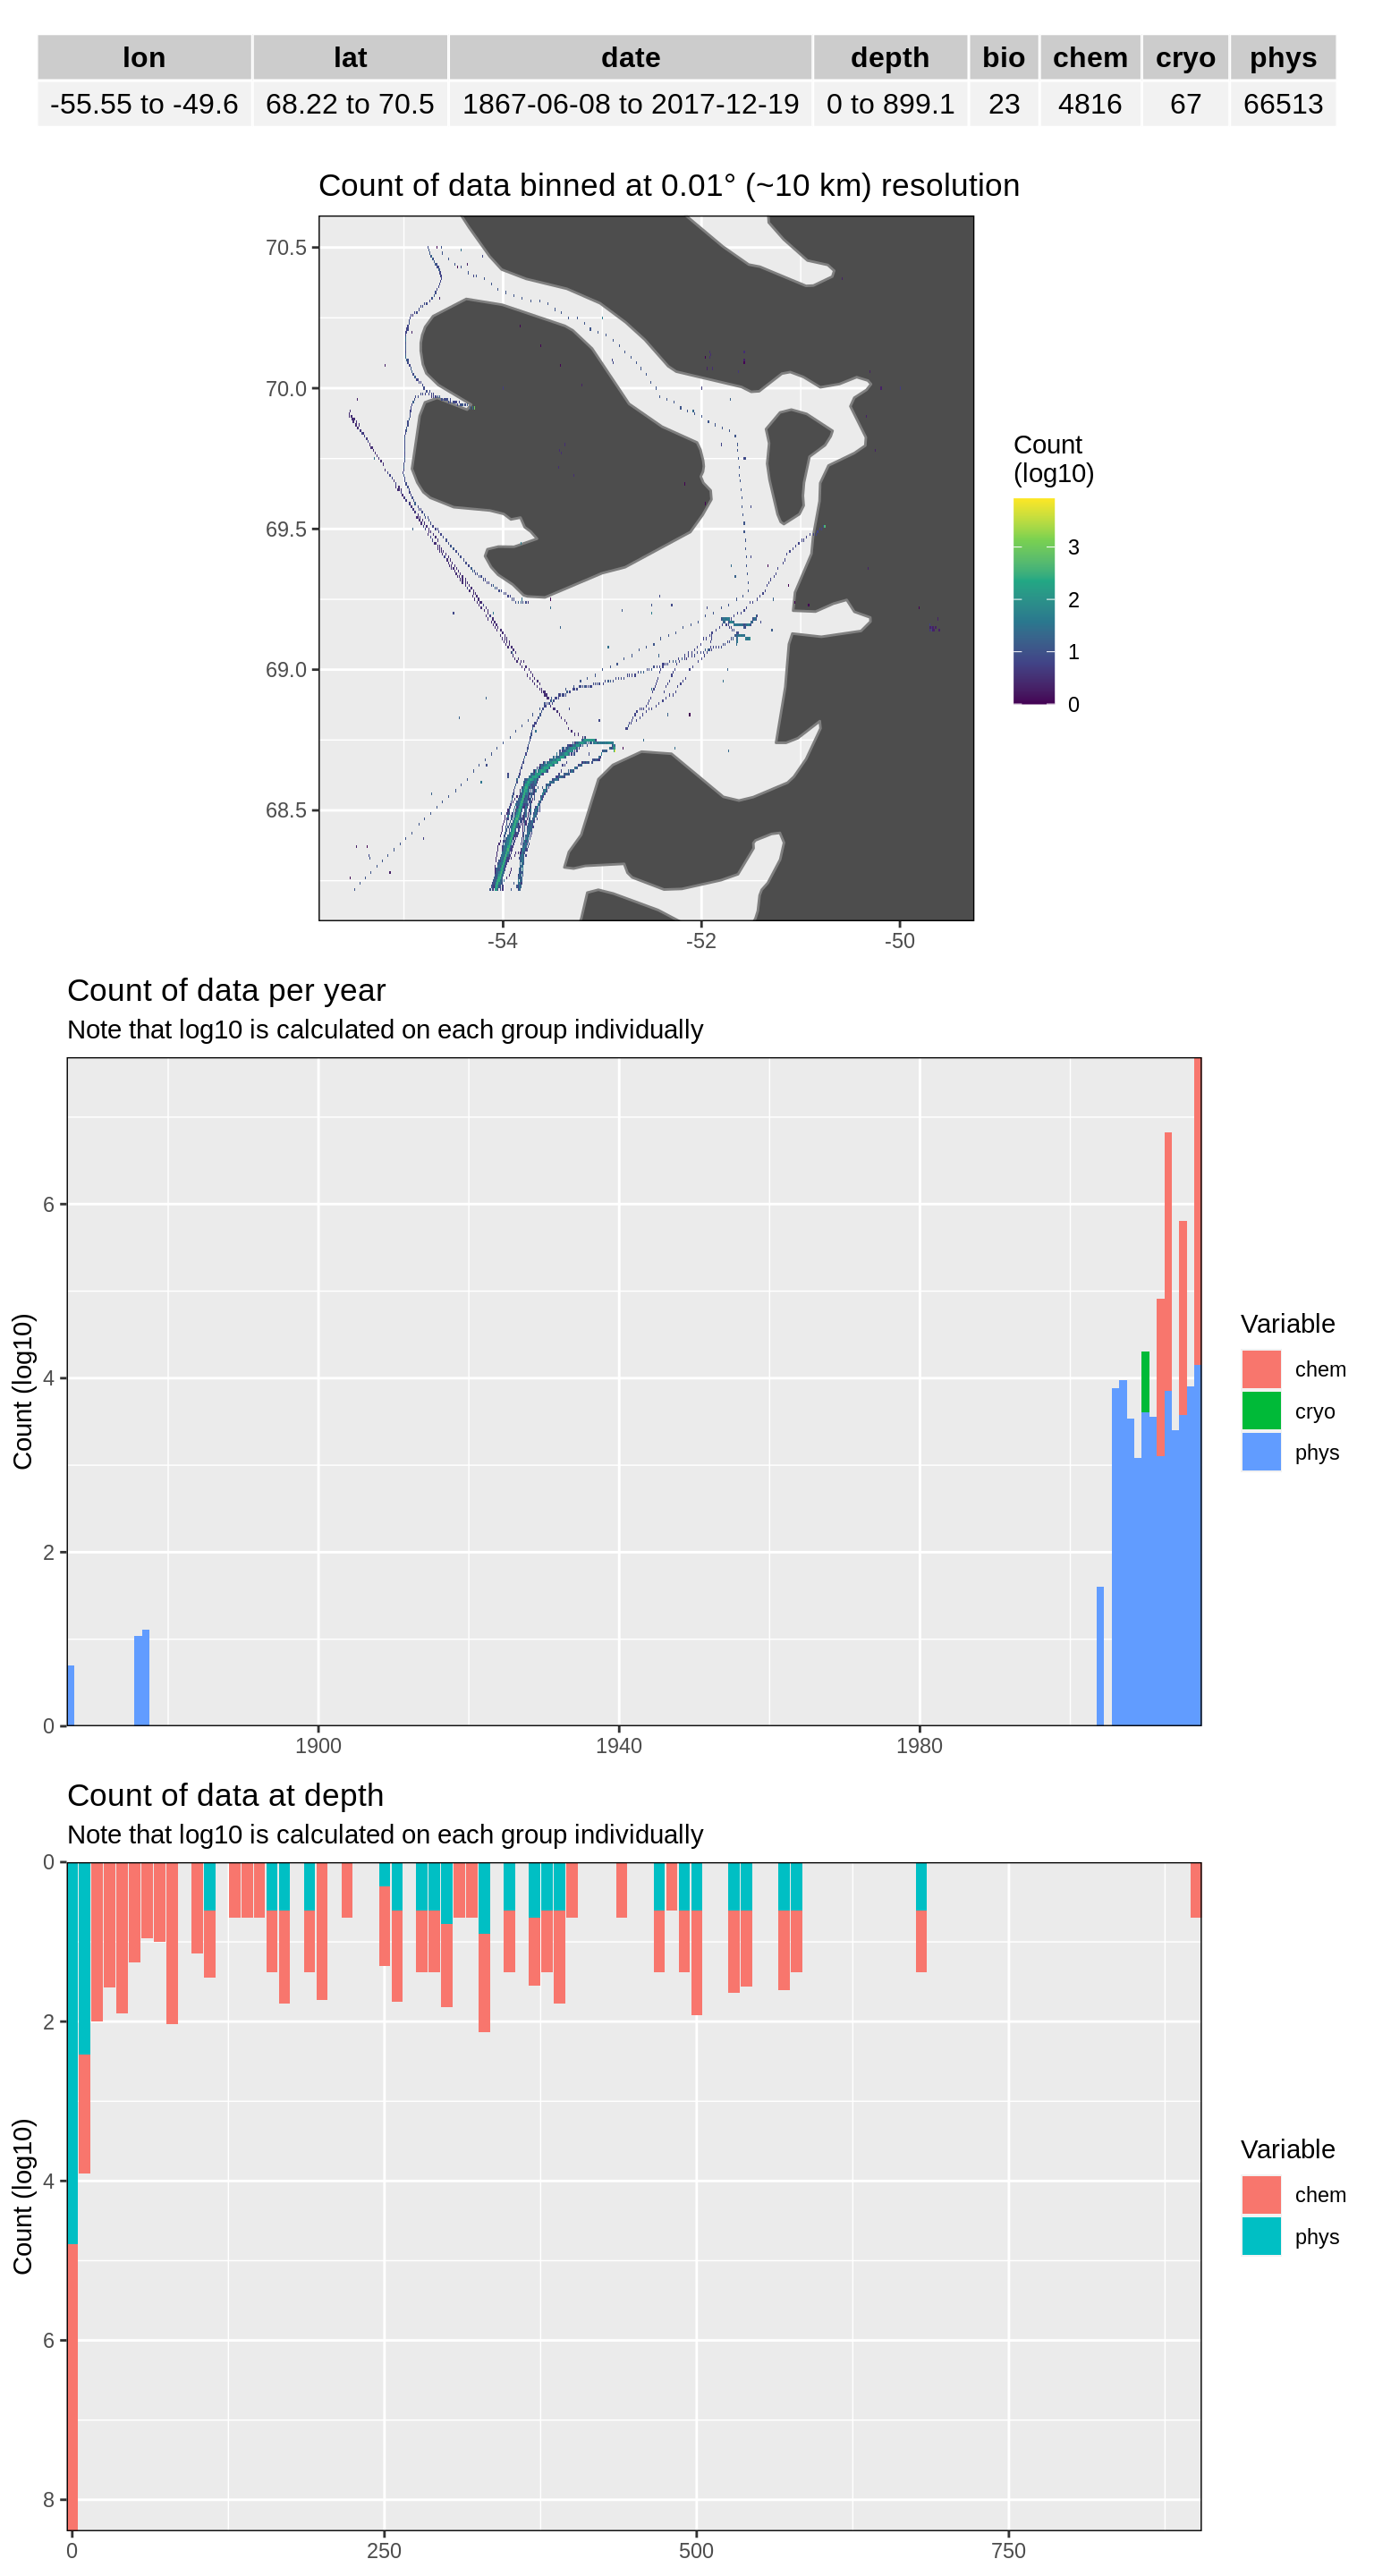 lon lat date depth bio chem cryo phys
-55.55 to -49.6 68.22 to 70.5 1867-06-08 to 2017-12-19 0 to 899.1 23 4816 67 66513
Count of data binned at 0.01° (~10 km) resolution
70.5
70.0
69.5
69.0
68.5
-54 -52 -50
Count
(log10)
3
2
1
0
Count of data per year
Note that log10 is calculated on each group individually
Count (log10)
6
4
2
0
1900 1940 1980
Variable
chem
cryo
phys
Count of data at depth
Note that log10 is calculated on each group individually
Count (log10)
0
2
4
6
8
0 250 500 750
Variable
chem
phys